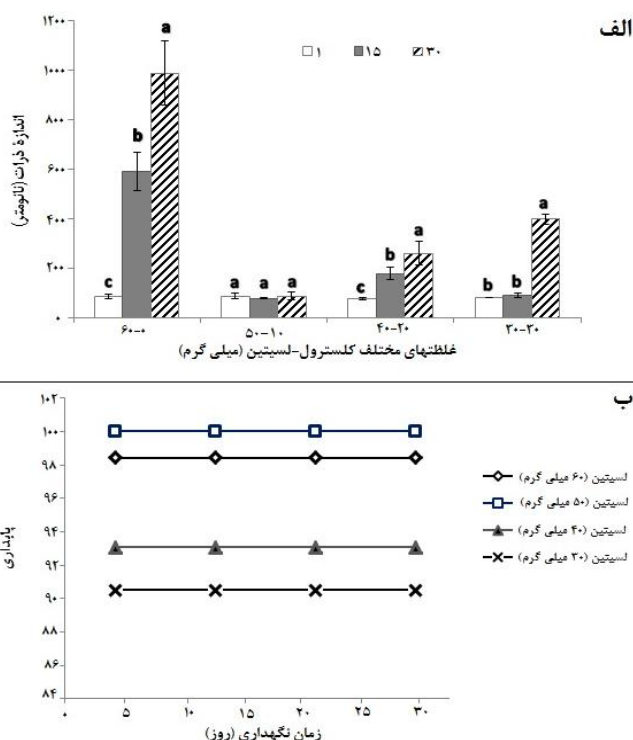 الف
۱ ۱۵ ۳۰
اندازهٔ ذرات (نانومتر)
۱۲۰۰
۱۰۰۰
۸۰۰
۶۰۰
۴۰۰
۲۰۰
۰
c b a
a a a
c b a
b b a
۶۰-۰ ۵۰-۱۰ ۴۰-۲۰ ۳۰-۳۰
غلظتهای مختلف کلسترول-لسیتین (میلی گرم)
ب
پایداری
۱۰۲
۱۰۰
۹۸
۹۶
۹۴
۹۲
۹۰
۸۸
۸۶
۸۴
۰ ۵ ۱۰ ۱۵ ۲۰ ۲۵ ۳۰
زمان نگهداری (روز)
لسیتین (۶۰ میلی گرم)
لسیتین (۵۰ میلی گرم)
لسیتین (۴۰ میلی گرم)
لسیتین (۳۰ میلی گرم)